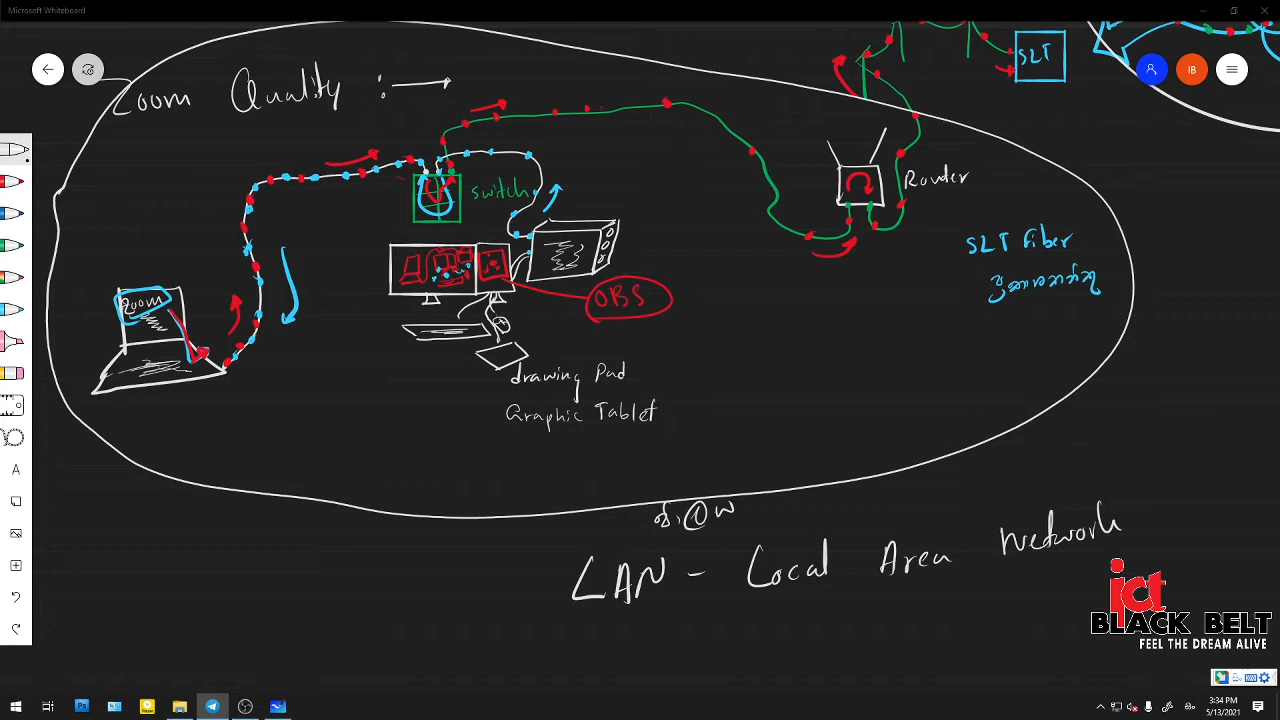 Microsoft Whiteboard
Zoom Quality :→
SLT
IB
switch
Router
SLT Fiber
Zoom
OBS
drawing Pad
Graphic Tablet
LAN - Local Area Network
ict
BLACK BELT
FEEL THE DREAM ALIVE
A
3:34 PM
5/13/2021